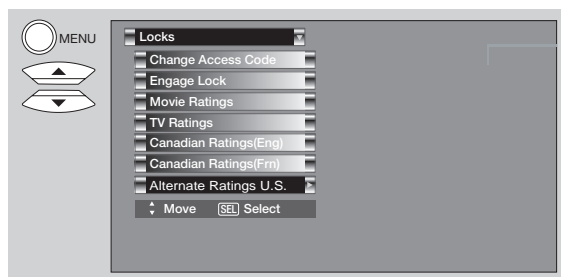 MENU
Locks
Change Access Code
Engage Lock
Movie Ratings
TV Ratings
Canadian Ratings(Eng)
Canadian Ratings(Frn)
Alternate Ratings U.S.
Move SEL Select